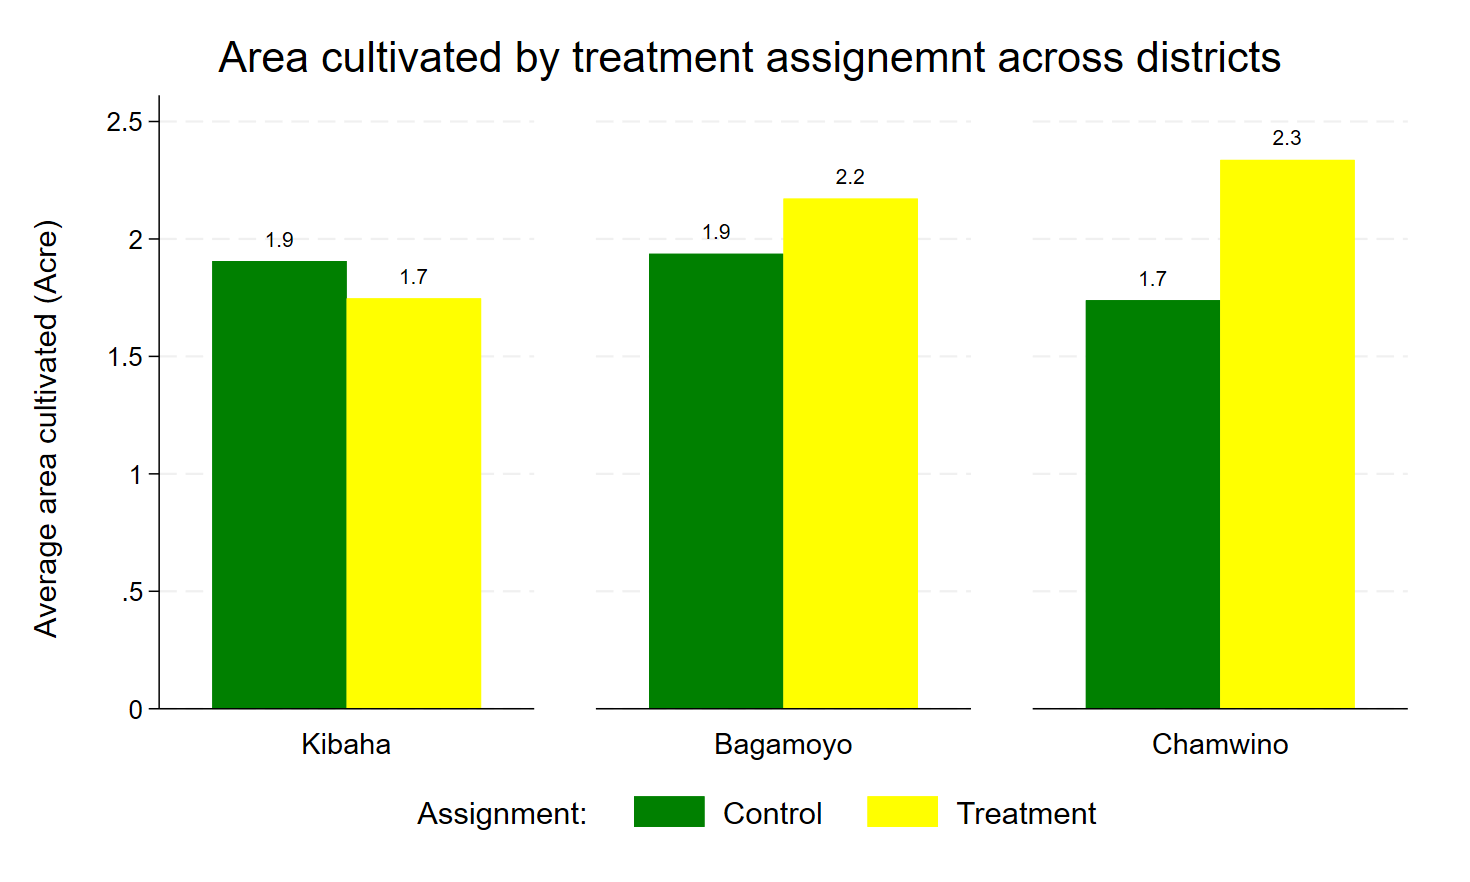 Area cultivated by treatment assignemnt across districts
Average area cultivated (Acre)
2.5
2
1.5
1
.5
0
1.9
1.7
1.9
2.2
1.7
2.3
Kibaha
Bagamoyo
Chamwino
Assignment: Control Treatment